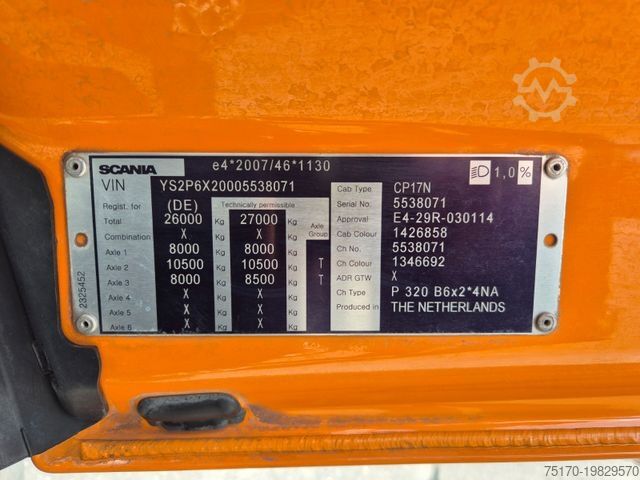 SCANIA e4*2007/46*1130 1,0%
VIN YS2P6X20005538071 Cab Type CP17N
Regist. for (DE) Technically permissible Serial No. 5538071
Total 26000 Kg 27000 Kg Axle Group Approval E4-29R-030114
Combination X Kg X Kg Cab Colour 1426858
Axle 1 8000 Kg 8000 Kg Ch No. 5538071
Axle 2 10500 Kg 10500 Kg T Ch Colour 1346692
Axle 3 8000 Kg 8500 Kg T ADR GTW X
Axle 4 X Kg X Kg Ch Type P 320 B6x2*4NA
Axle 5 X Kg X Kg Produced in THE NETHERLANDS
Axle 6 X Kg X Kg
2325452
75170-19829570